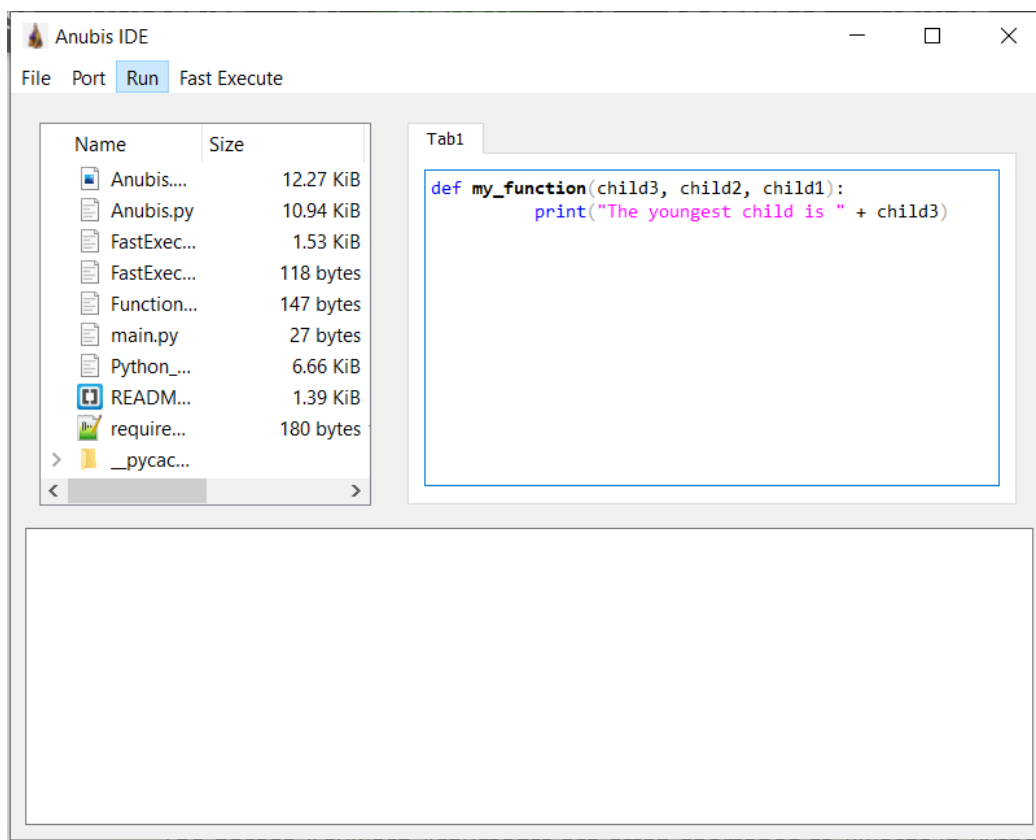 Anubis IDE
File Port Run Fast Execute
Name Size
Anubis.... 12.27 KiB
Anubis.py 10.94 KiB
FastExec... 1.53 KiB
FastExec... 118 bytes
Function... 147 bytes
main.py 27 bytes
Python_... 6.66 KiB
READM... 1.39 KiB
require... 180 bytes
__pycac...
Tab1
def my_function(child3, child2, child1):
print("The youngest child is " + child3)